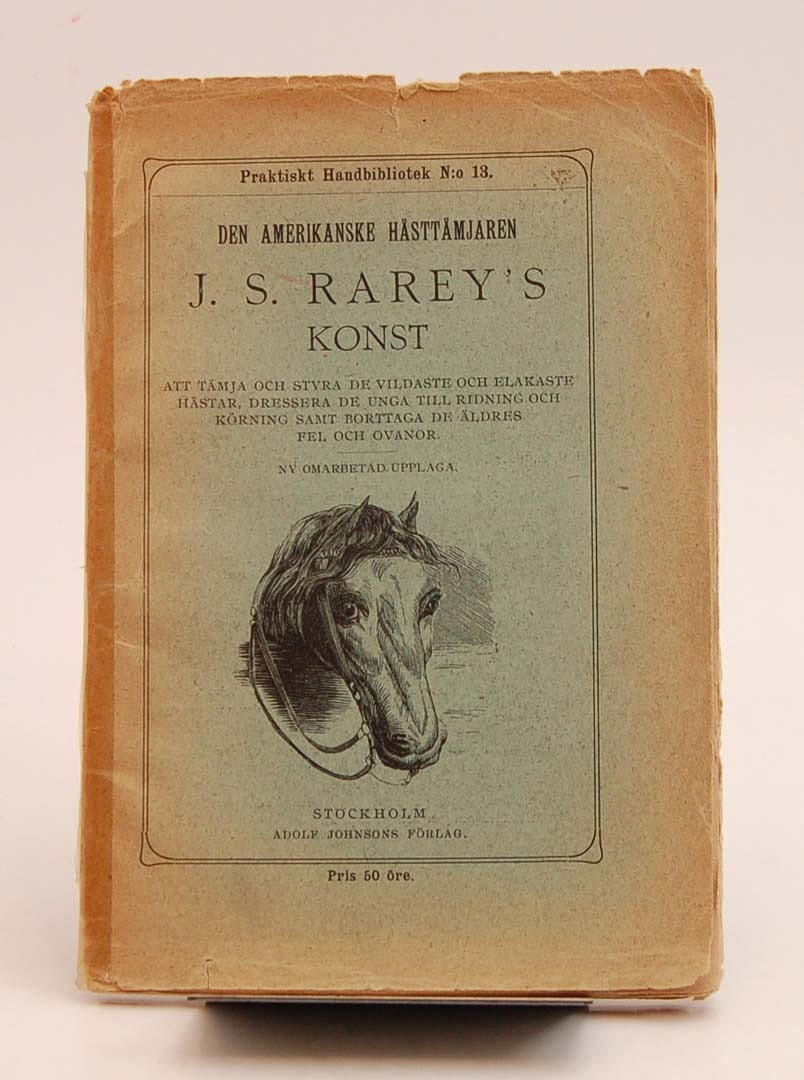 Praktiskt Handbibliotek N:o 13.
DEN AMERIKANSKE HÄSTTÄMJAREN
J. S. RAREY'S
KONST
ATT TÄMJA OCH STYRA DE VILDASTE OCH ELAKASTE
HÄSTAR, DRESSERA DE UNGA TILL RIDNING OCH
KÖRNING SAMT BORTTAGA DE ÄLDRES
FEL OCH OVANOR.
NY OMARBETAD UPPLAGA.
STOCKHOLM
ADOLF JOHNSONS FÖRLAG.
Pris 50 öre.